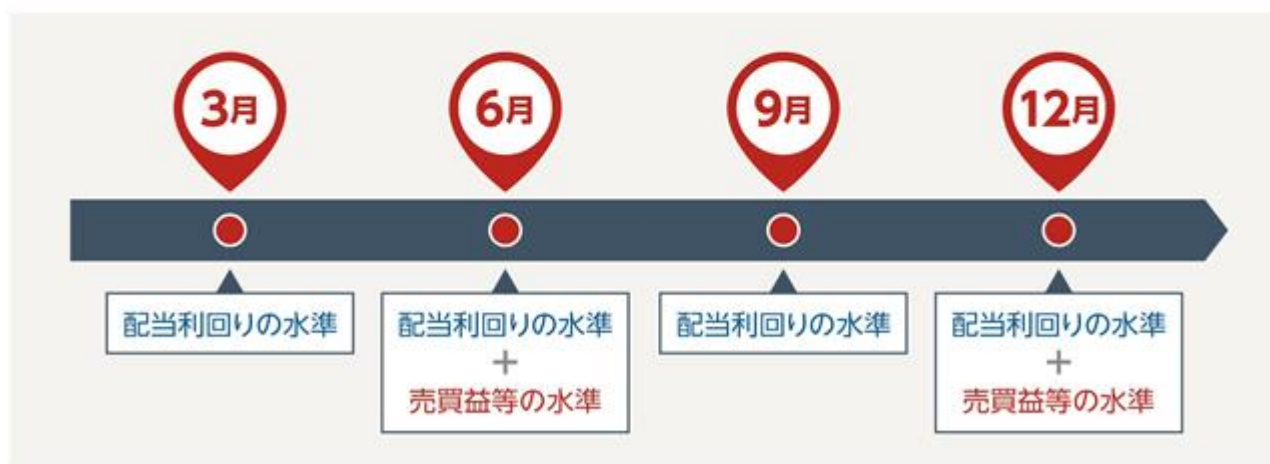 3月
6月
9月
12月
配当利回りの水準
配当利回りの水準
+
売買益等の水準
配当利回りの水準
配当利回りの水準
+
売買益等の水準